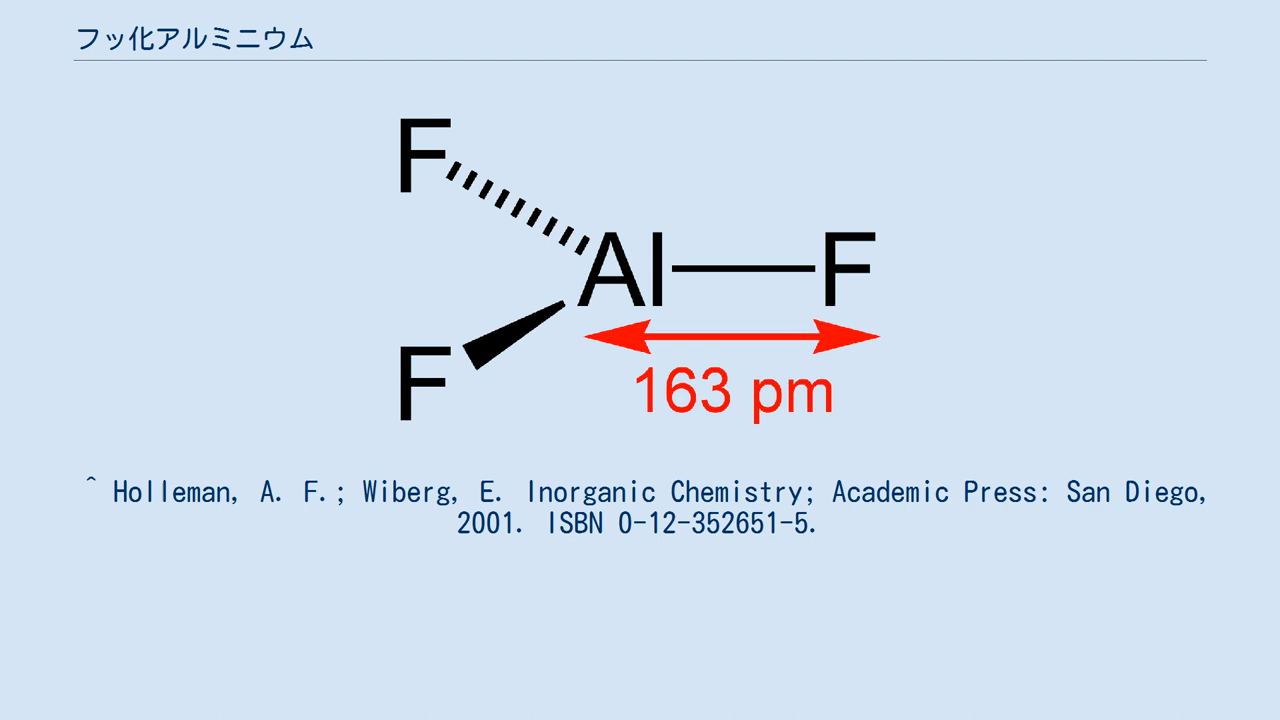 フッ化アルミニウム
F
Al F
F
163 pm
^ Holleman, A. F.; Wiberg, E. Inorganic Chemistry; Academic Press: San Diego,
2001. ISBN 0-12-352651-5.